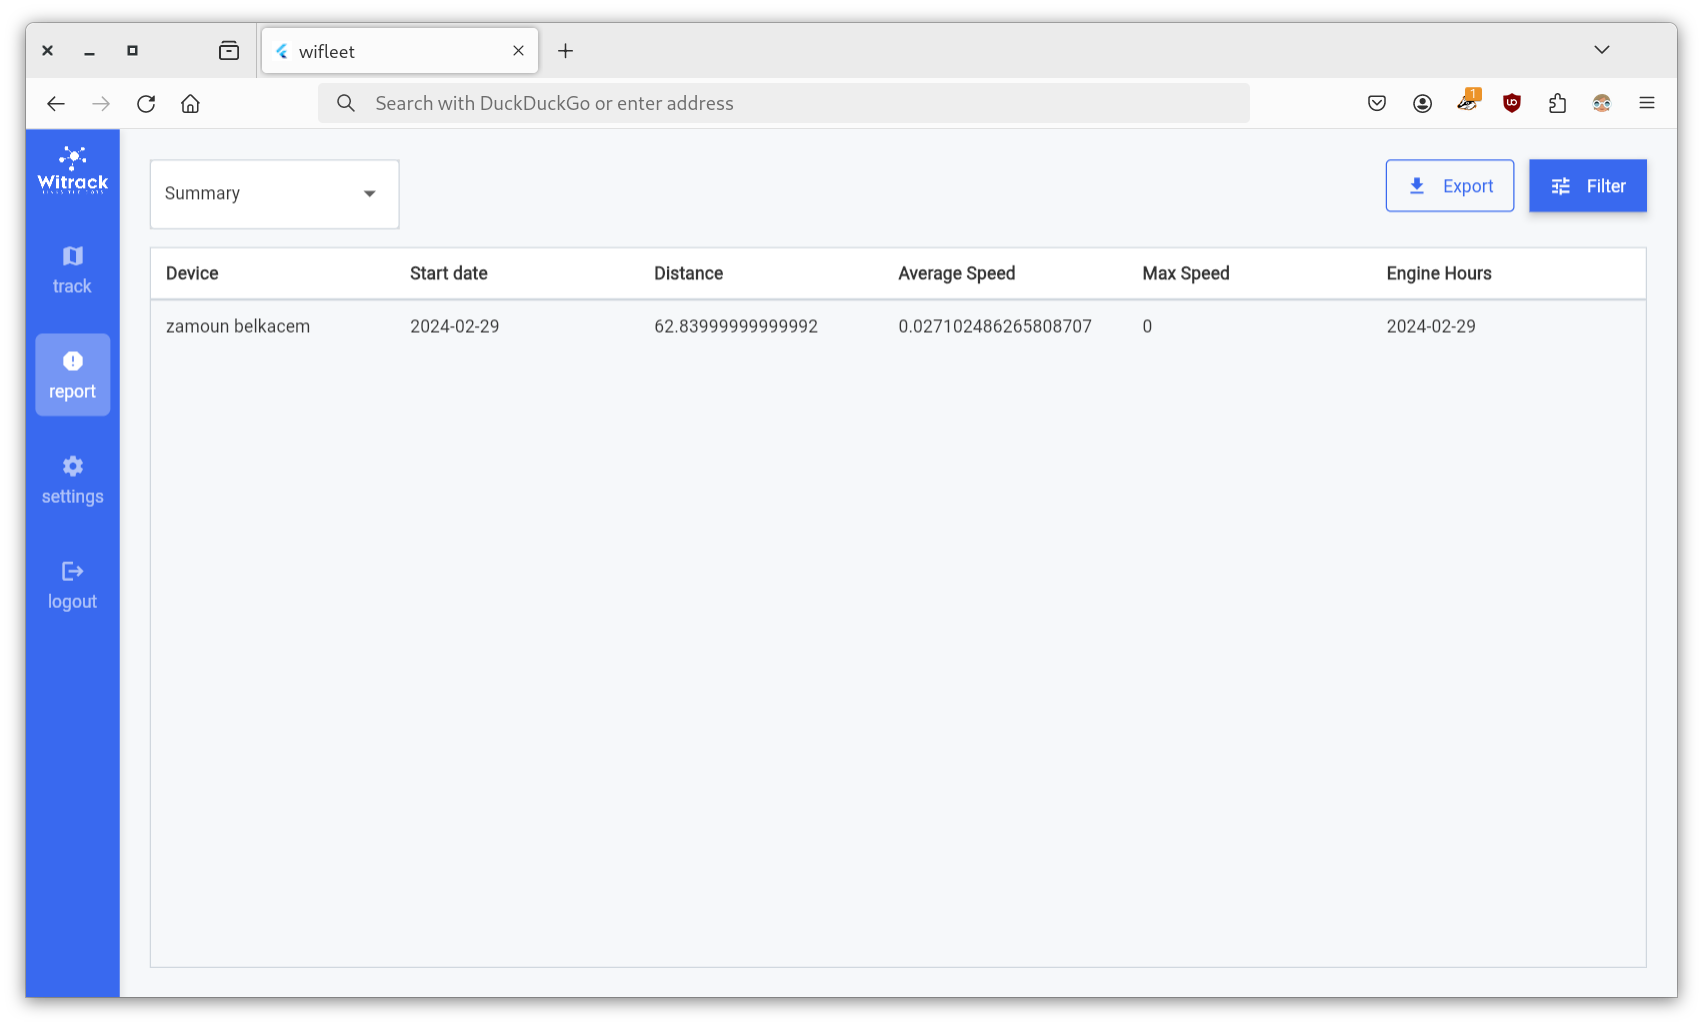 wifleet
Search with DuckDuckGo or enter address
1
Witrack
track
report
settings
logout
Summary
Export
Filter
Device Start date Distance Average Speed Max Speed Engine Hours
zamoun belkacem 2024-02-29 62.83999999999992 0.027102486265808707 0 2024-02-29